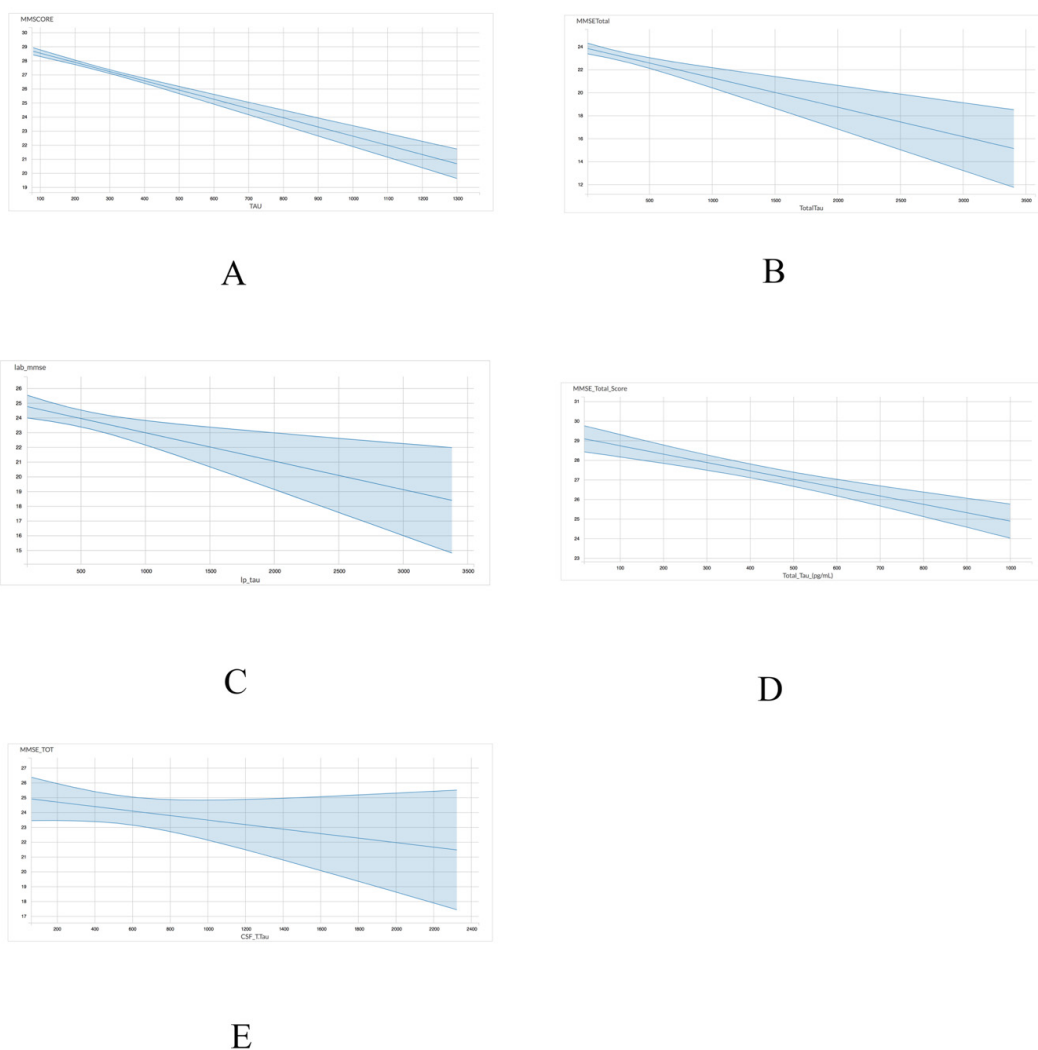 MMSCORE
30
29
28
27
26
25
24
23
22
21
20
19
100 200 300 400 500 600 700 800 900 1000 1100 1200 1300
TAU
A
MMSETotal
24
22
20
18
16
14
12
500 1000 1500 2000 2500 3000 3500
TotalTau
B
lab_mmse
26
25
24
23
22
21
20
19
18
17
16
15
500 1000 1500 2000 2500 3000 3500
lp_tau
C
MMSE_Total_Score
31
30
29
28
27
26
25
24
23
100 200 300 400 500 600 700 800 900 1000
Total_Tau_(pg/mL)
D
MMSE_TOT
27
26
25
24
23
22
21
20
19
18
17
200 400 600 800 1000 1200 1400 1600 1800 2000 2200 2400
CSF_T.Tau
E